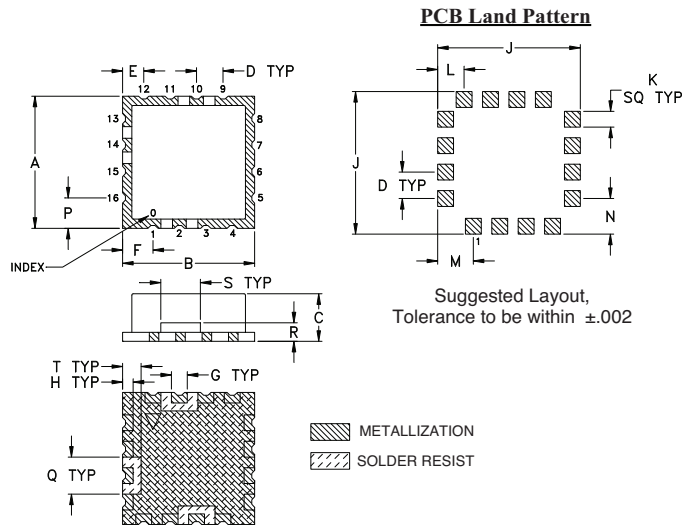 PCB Land Pattern
E
D TYP
12 11 10 9
13
14
15
16
8
7
6
5
A
P
0
1 2 3 4
F
INDEX
B
J
L
K
SQ TYP
J
D TYP
N
1
M
Suggested Layout,
Tolerance to be within ±.002
S TYP
R
C
T TYP
H TYP
G TYP
Q TYP
METALLIZATION
SOLDER RESIST